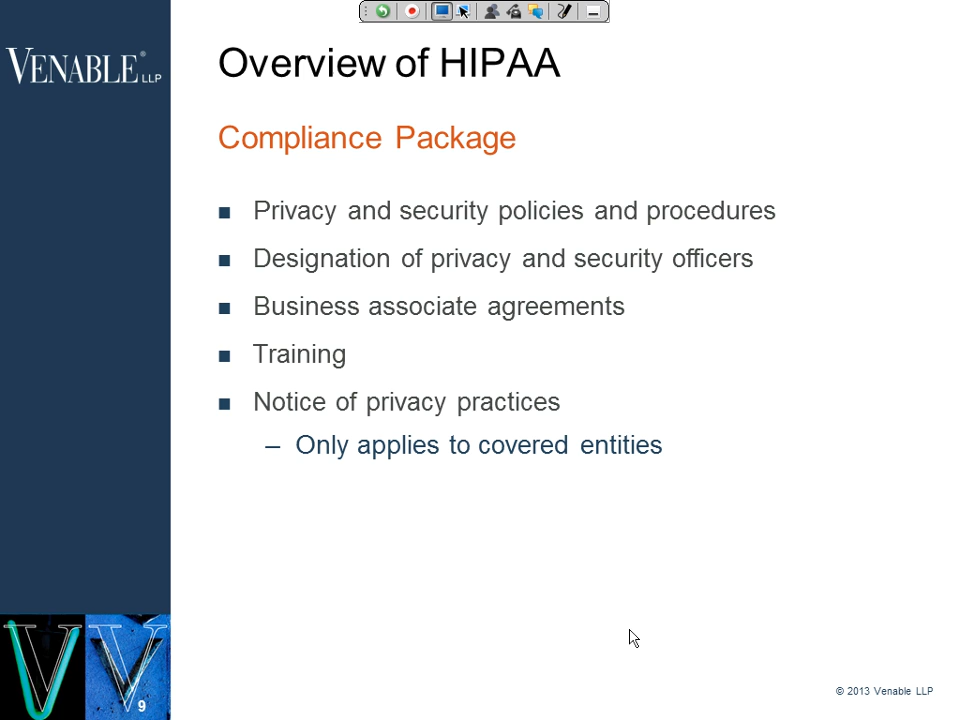 VENABLE® LLP
Overview of HIPAA
Compliance Package
■ Privacy and security policies and procedures
■ Designation of privacy and security officers
■ Business associate agreements
■ Training
■ Notice of privacy practices
– Only applies to covered entities
V V
9
© 2013 Venable LLP